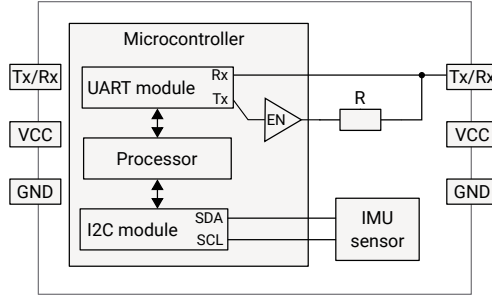 Microcontroller
Tx/Rx
UART module
Rx
Tx
Tx/Rx
EN
R
VCC
Processor
VCC
GND
GND
I2C module
SDA
SCL
IMU
sensor